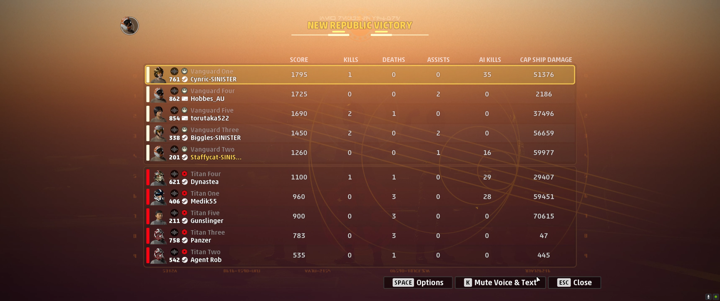 NEW REPUBLIC VICTORY
SCORE KILLS DEATHS ASSISTS AI KILLS CAP SHIP DAMAGE
Vanguard One
761 Cynric-SINISTER 1795 1 0 0 35 51376
Vanguard Four
862 Hobbes_AU 1725 0 0 2 0 2186
Vanguard Five
854 torutaka522 1690 2 1 0 0 37496
Vanguard Three
338 Biggles-SINISTER 1450 2 0 2 0 56659
Vanguard Two
201 Staffycat-SINIS... 1260 0 0 1 16 59977
Titan Four
621 Dynastea 1100 1 1 0 29 29407
Titan One
406 Medik55 960 0 3 0 28 59451
Titan Five
211 Gunslinger 900 0 3 0 0 70615
Titan Three
758 Panzer 783 0 3 0 0 47
Titan Two
542 Agent Rob 535 0 1 0 0 445
SPACE Options K Mute Voice & Text ESC Close